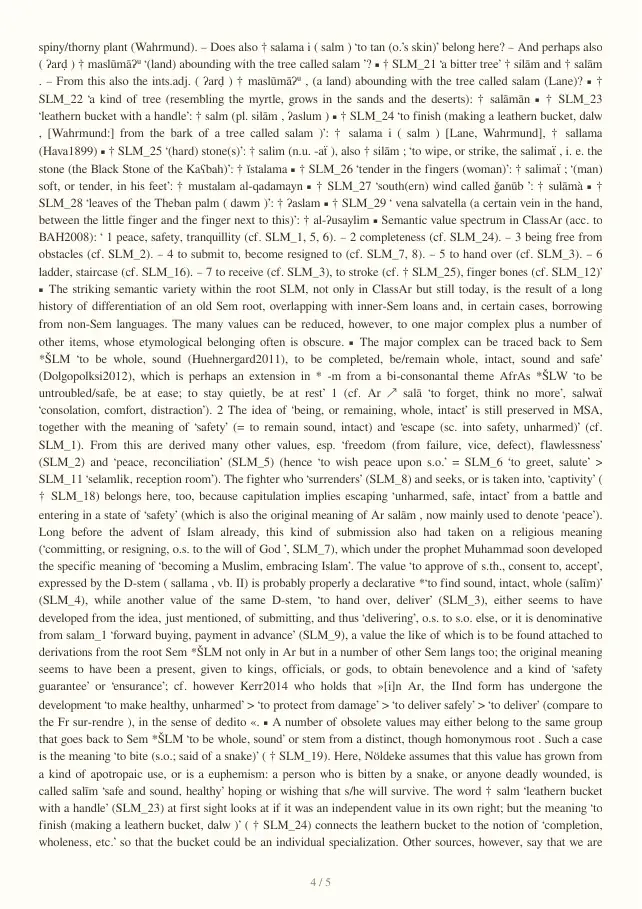 spiny/thorny plant (Wahrmund). – Does also † salama i ( salm ) ‘to tan (o.’s skin)’ belong here? – And perhaps also
( ʔarḍ ) † maslūmāʔᵘ ‘(land) abounding with the tree called salam ’? ▪ † SLM_21 ‘a bitter tree’ † silām and † salām
. – From this also the ints.adj. ( ʔarḍ ) † maslūmāʔᵘ , (a land) abounding with the tree called salam (Lane)? ▪ †
SLM_22 ‘a kind of tree (resembling the myrtle, grows in the sands and the deserts): † salāmān ▪ † SLM_23
‘leathern bucket with a handle’: † salm (pl. silām , ʔaslum ) ▪ † SLM_24 ‘to finish (making a leathern bucket, dalw
, [Wahrmund:] from the bark of a tree called salam )’: † salama i ( salm ) [Lane, Wahrmund], † sallama
(Hava1899) ▪ † SLM_25 ‘(hard) stone(s)’: † salim (n.u. -aẗ ), also † silām ; ‘to wipe, or strike, the salimaẗ , i. e. the
stone (the Black Stone of the Kaʕbah)’: † ĭstalama ▪ † SLM_26 ‘tender in the fingers (woman)’: † salimaẗ ; ‘(man)
soft, or tender, in his feet’: † mustalam al-qadamayn ▪ † SLM_27 ‘south(ern) wind called ǧanūb ’: † sulāmà ▪ †
SLM_28 ‘leaves of the Theban palm ( dawm )’: † ʔaslam ▪ † SLM_29 ‘ vena salvatella (a certain vein in the hand,
between the little finger and the finger next to this)’: † al-ʔusaylim ▪ Semantic value spectrum in ClassAr (acc. to
BAH2008): ‘ 1 peace, safety, tranquillity (cf. SLM_1, 5, 6). – 2 completeness (cf. SLM_24). – 3 being free from
obstacles (cf. SLM_2). – 4 to submit to, become resigned to (cf. SLM_7, 8). – 5 to hand over (cf. SLM_3). – 6
ladder, staircase (cf. SLM_16). – 7 to receive (cf. SLM_3), to stroke (cf. † SLM_25), finger bones (cf. SLM_12)’
▪ The striking semantic variety within the root SLM, not only in ClassAr but still today, is the result of a long
history of differentiation of an old Sem root, overlapping with inner-Sem loans and, in certain cases, borrowing
from non-Sem languages. The many values can be reduced, however, to one major complex plus a number of
other items, whose etymological belonging often is obscure. ▪ The major complex can be traced back to Sem
*ŠLM ‘to be whole, sound (Huehnergard2011), to be completed, be/remain whole, intact, sound and safe’
(Dolgopolksi2012), which is perhaps an extension in * -m from a bi-consonantal theme AfrAs *ŠLW ‘to be
untroubled/safe, be at ease; to stay quietly, be at rest’ 1 (cf. Ar ↗ salā ‘to forget, think no more’, salwaẗ
‘consolation, comfort, distraction’). 2 The idea of ‘being, or remaining, whole, intact’ is still preserved in MSA,
together with the meaning of ‘safety’ (= to remain sound, intact) and ‘escape (sc. into safety, unharmed)’ (cf.
SLM_1). From this are derived many other values, esp. ‘freedom (from failure, vice, defect), flawlessness’
(SLM_2) and ‘peace, reconciliation’ (SLM_5) (hence ‘to wish peace upon s.o.’ = SLM_6 ‘to greet, salute’ >
SLM_11 ‘selamlik, reception room’). The fighter who ‘surrenders’ (SLM_8) and seeks, or is taken into, ‘captivity’ (
† SLM_18) belongs here, too, because capitulation implies escaping ‘unharmed, safe, intact’ from a battle and
entering in a state of ‘safety’ (which is also the original meaning of Ar salām , now mainly used to denote ‘peace’).
Long before the advent of Islam already, this kind of submission also had taken on a religious meaning
(‘committing, or resigning, o.s. to the will of God ’, SLM_7), which under the prophet Muhammad soon developed
the specific meaning of ‘becoming a Muslim, embracing Islam’. The value ‘to approve of s.th., consent to, accept’,
expressed by the D-stem ( sallama , vb. II) is probably properly a declarative *‘to find sound, intact, whole (salīm)’
(SLM_4), while another value of the same D-stem, ‘to hand over, deliver’ (SLM_3), either seems to have
developed from the idea, just mentioned, of submitting, and thus ‘delivering’, o.s. to s.o. else, or it is denominative
from salam_1 ‘forward buying, payment in advance’ (SLM_9), a value the like of which is to be found attached to
derivations from the root Sem *ŠLM not only in Ar but in a number of other Sem langs too; the original meaning
seems to have been a present, given to kings, officials, or gods, to obtain benevolence and a kind of ‘safety
guarantee’ or ‘ensurance’; cf. however Kerr2014 who holds that »[i]n Ar, the IInd form has undergone the
development ‘to make healthy, unharmed’ > ‘to protect from damage’ > ‘to deliver safely’ > ‘to deliver’ (compare to
the Fr sur-rendre ), in the sense of dedito «. ▪ A number of obsolete values may either belong to the same group
that goes back to Sem *ŠLM ‘to be whole, sound’ or stem from a distinct, though homonymous root . Such a case
is the meaning ‘to bite (s.o.; said of a snake)’ ( † SLM_19). Here, Nöldeke assumes that this value has grown from
a kind of apotropaic use, or is a euphemism: a person who is bitten by a snake, or anyone deadly wounded, is
called salīm ‘safe and sound, healthy’ hoping or wishing that s/he will survive. The word † salm ‘leathern bucket
with a handle’ (SLM_23) at first sight looks at if it was an independent value in its own right; but the meaning ‘to
finish (making a leathern bucket, dalw )’ ( † SLM_24) connects the leathern bucket to the notion of ‘completion,
wholeness, etc.’ so that the bucket could be an individual specialization. Other sources, however, say that we are
4 / 5